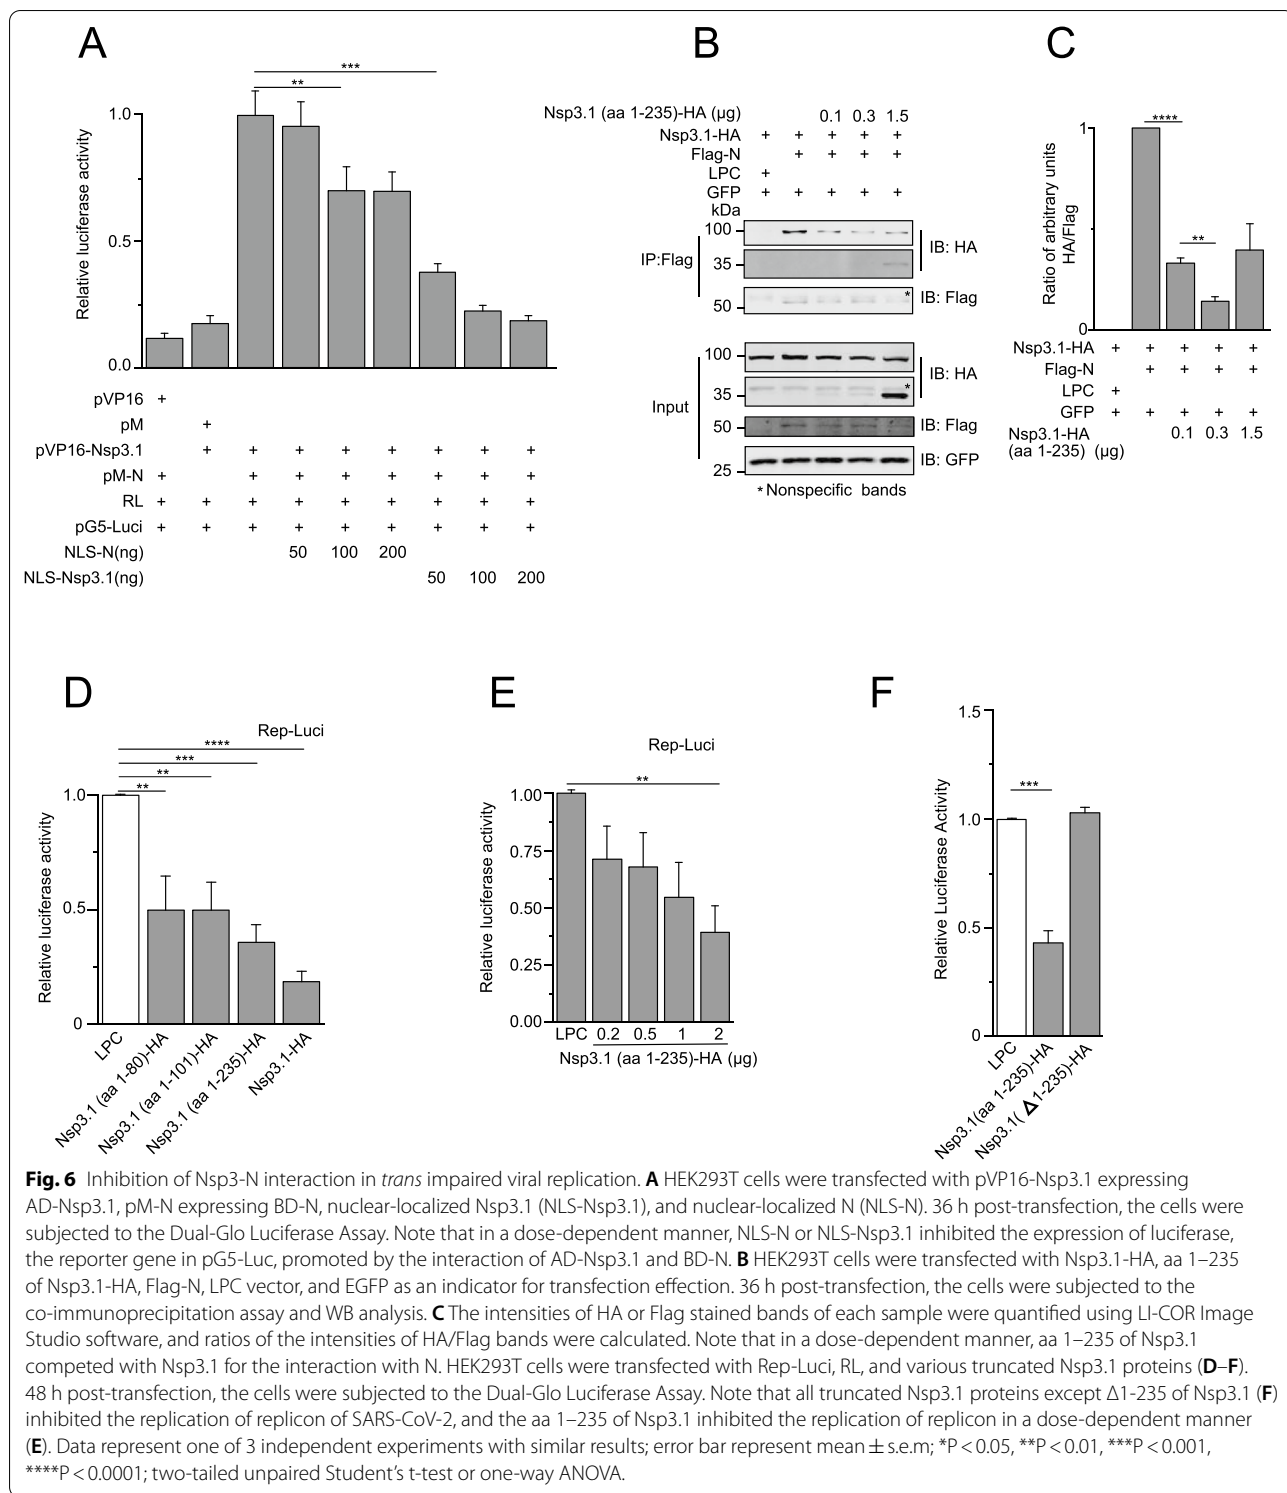 A
***
**
Relative luciferase activity
1.0
0.5
0.0
pVP16 +
pM +
pVP16-Nsp3.1 + + + + + + + +
pM-N + + + + + + + +
RL + + + + + + + + +
pG5-Luci + + + + + + + + +
NLS-N(ng) 50 100 200
NLS-Nsp3.1(ng) 50 100 200
B
Nsp3.1 (aa 1-235)-HA (µg) 0.1 0.3 1.5
Nsp3.1-HA + + + + +
Flag-N + + + +
LPC +
GFP + + + + +
kDa
100 IB: HA
IP:Flag 35
50 * IB: Flag
100 IB: HA
Input 35 *
50 IB: Flag
25 IB: GFP
* Nonspecific bands
C
****
**
Ratio of arbitrary units
HA/Flag
1
0
Nsp3.1-HA + + + + +
Flag-N + + + +
LPC +
GFP + + + + +
Nsp3.1-HA 0.1 0.3 1.5
(aa 1-235) (µg)
D
Rep-Luci
****
***
**
**
Relative luciferase activity
1.0
0.5
0
LPC
Nsp3.1 (aa 1-80)-HA
Nsp3.1 (aa 1-101)-HA
Nsp3.1 (aa 1-235)-HA
Nsp3.1-HA
E
Rep-Luci
**
Relative luciferase activity
1.00
0.75
0.50
0.25
0.00
LPC 0.2 0.5 1 2
Nsp3.1 (aa 1-235)-HA (µg)
F
***
Relative Luciferase Activity
1.5
1.0
0.5
0
LPC
Nsp3.1(aa 1-235)-HA
Nsp3.1( Δ1-235)-HA
Fig. 6 Inhibition of Nsp3-N interaction in trans impaired viral replication. A HEK293T cells were transfected with pVP16-Nsp3.1 expressing
AD-Nsp3.1, pM-N expressing BD-N, nuclear-localized Nsp3.1 (NLS-Nsp3.1), and nuclear-localized N (NLS-N). 36 h post-transfection, the cells were
subjected to the Dual-Glo Luciferase Assay. Note that in a dose-dependent manner, NLS-N or NLS-Nsp3.1 inhibited the expression of luciferase,
the reporter gene in pG5-Luc, promoted by the interaction of AD-Nsp3.1 and BD-N. B HEK293T cells were transfected with Nsp3.1-HA, aa 1–235
of Nsp3.1-HA, Flag-N, LPC vector, and EGFP as an indicator for transfection effection. 36 h post-transfection, the cells were subjected to the
co-immunoprecipitation assay and WB analysis. C The intensities of HA or Flag stained bands of each sample were quantified using LI-COR Image
Studio software, and ratios of the intensities of HA/Flag bands were calculated. Note that in a dose-dependent manner, aa 1–235 of Nsp3.1
competed with Nsp3.1 for the interaction with N. HEK293T cells were transfected with Rep-Luci, RL, and various truncated Nsp3.1 proteins (D–F).
48 h post-transfection, the cells were subjected to the Dual-Glo Luciferase Assay. Note that all truncated Nsp3.1 proteins except Δ1-235 of Nsp3.1 (F)
inhibited the replication of replicon of SARS-CoV-2, and the aa 1–235 of Nsp3.1 inhibited the replication of replicon in a dose-dependent manner
(E). Data represent one of 3 independent experiments with similar results; error bar represent mean ± s.e.m; *P < 0.05, **P < 0.01, ***P < 0.001,
****P < 0.0001; two-tailed unpaired Student's t-test or one-way ANOVA.